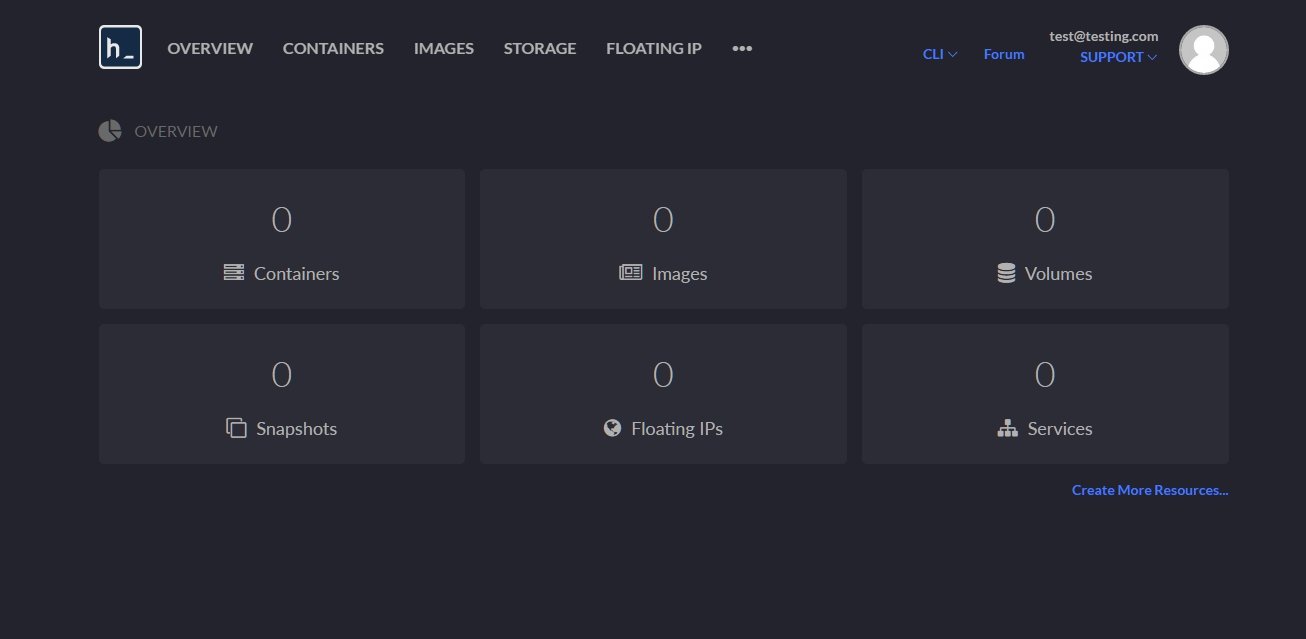 h_
OVERVIEW CONTAINERS IMAGES STORAGE FLOATING IP •••
CLI Forum
test@testing.com
SUPPORT
OVERVIEW
0 0 0
Containers Images Volumes
0 0 0
Snapshots Floating IPs Services
Create More Resources...